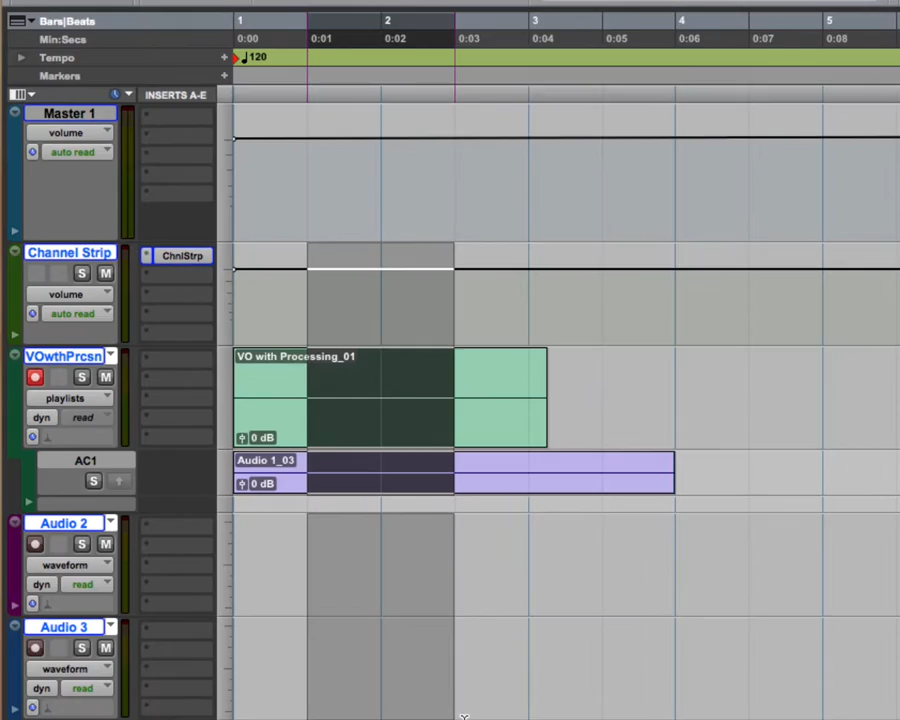 Bars|Beats 1 2 3 4 5
Min:Secs 0:00 0:01 0:02 0:03 0:04 0:05 0:06 0:07 0:08
Tempo + 120
Markers +
INSERTS A-E
Master 1
volume
auto read
Channel Strip ChnlStrp
S M
volume
auto read
VOwthPrcsn VO with Processing_01
S M
playlists
dyn read
0 dB
AC1 Audio 1_03
S 0 dB
Audio 2
S M
waveform
dyn read
Audio 3
S M
waveform
dyn read